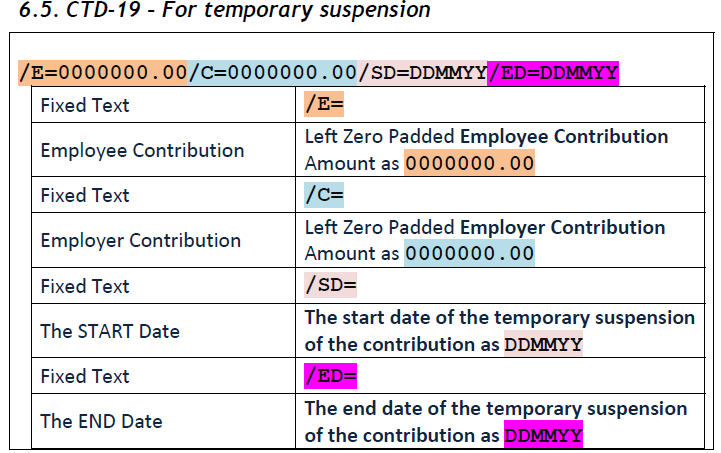 6.5. CTD-19 - For temporary suspension
/E=0000000.00/C=0000000.00/SD=DDMMYY/ED=DDMMYY
Fixed Text /E=
Employee Contribution Left Zero Padded Employee Contribution
Amount as 0000000.00
Fixed Text /C=
Employer Contribution Left Zero Padded Employer Contribution
Amount as 0000000.00
Fixed Text /SD=
The START Date The start date of the temporary suspension
of the contribution as DDMMYY
Fixed Text /ED=
The END Date The end date of the temporary suspension
of the contribution as DDMMYY